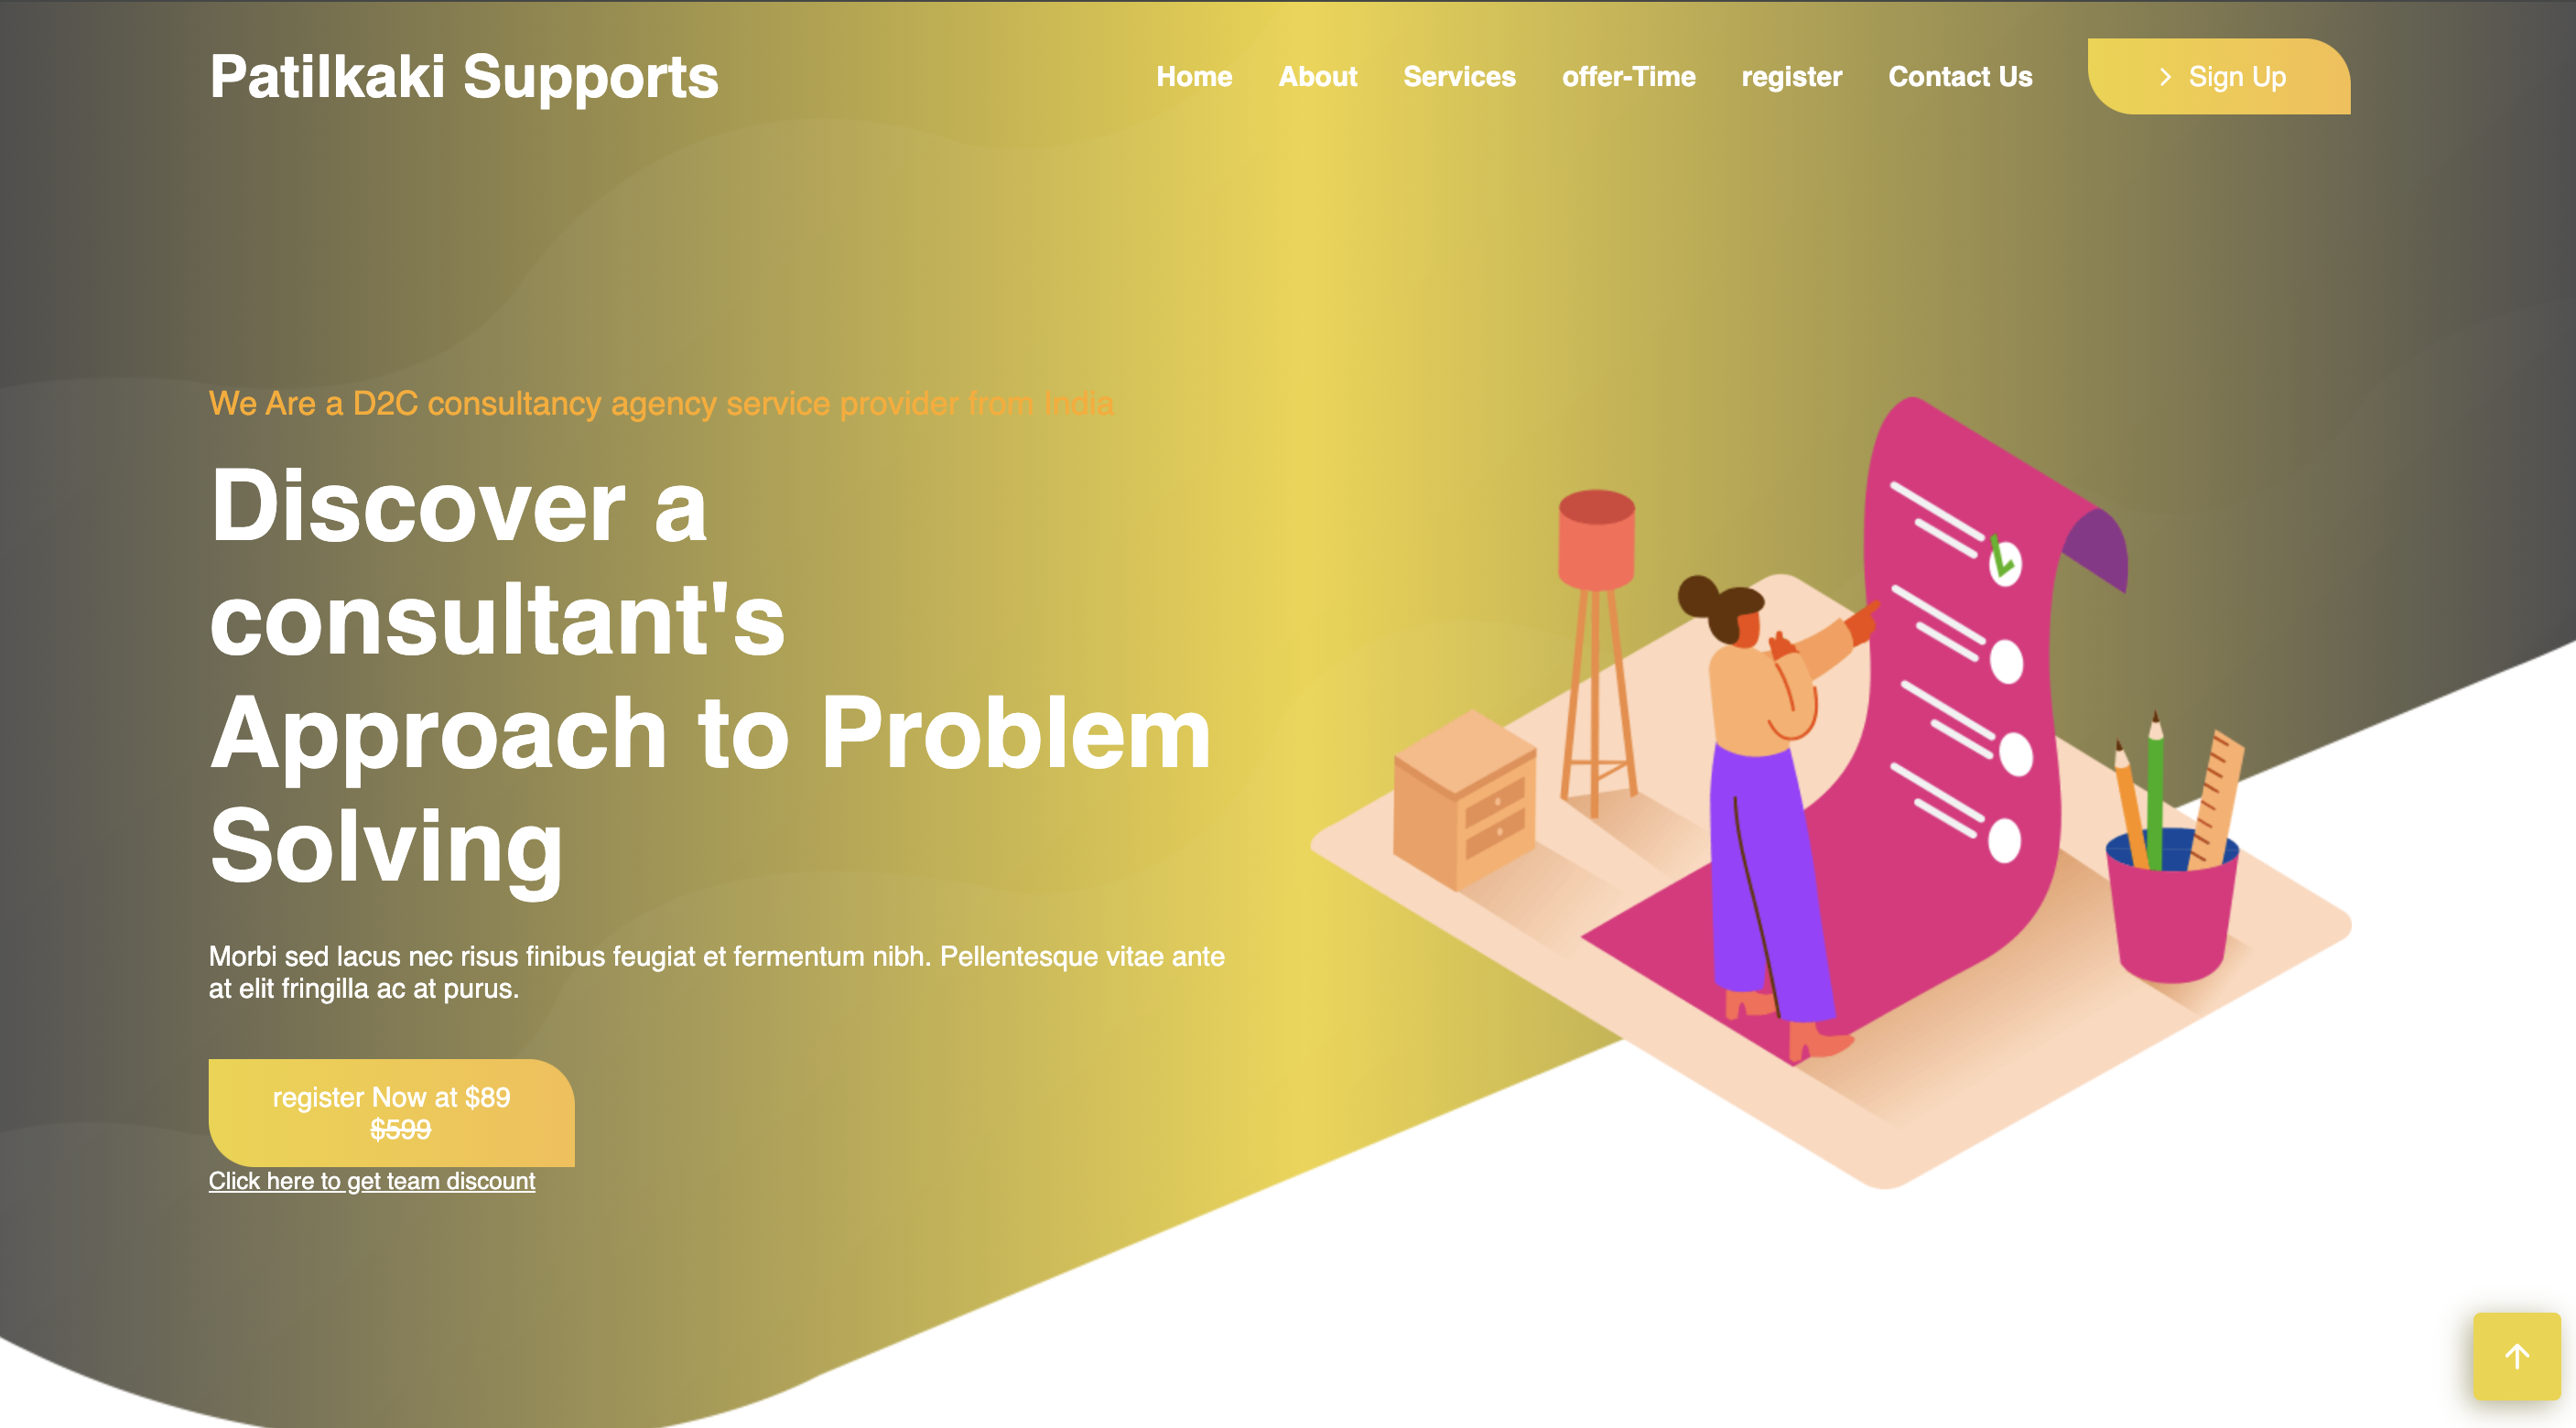 Patilkaki Supports
Home About Services offer-Time register Contact Us Sign Up
We Are a D2C consultancy agency service provider from India
Discover a
consultant's
Approach to Problem
Solving
Morbi sed lacus nec risus finibus feugiat et fermentum nibh. Pellentesque vitae ante
at elit fringilla ac at purus.
register Now at $89
$599
Click here to get team discount